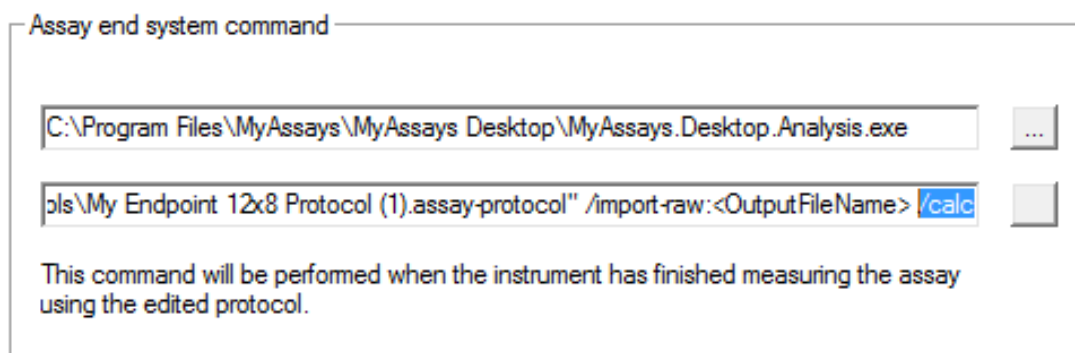 Assay end system command
C:\Program Files\MyAssays\MyAssays Desktop\MyAssays.Desktop.Analysis.exe
...
ols\My Endpoint 12x8 Protocol (1).assay-protocol" /import-raw:<OutputFileName> /calc
This command will be performed when the instrument has finished measuring the assay
using the edited protocol.